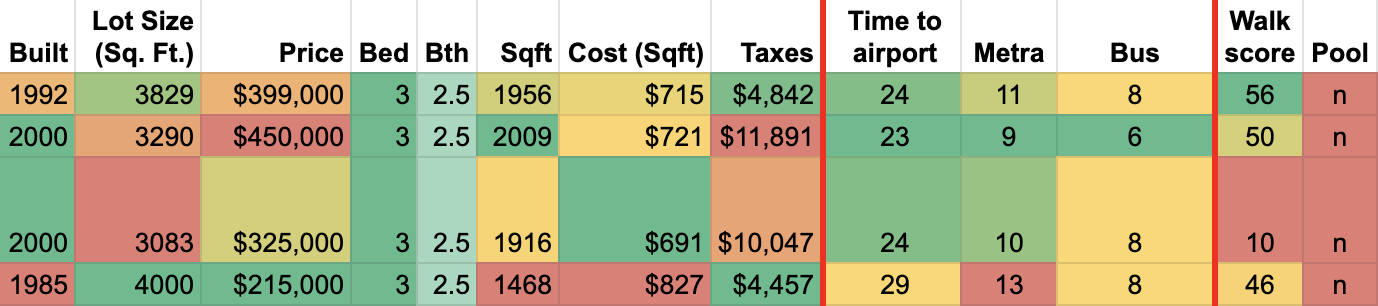 Built Lot Size (Sq. Ft.) Price Bed Bth Sqft Cost (Sqft) Taxes Time to airport Metra Bus Walk score Pool
1992 3829 $399,000 3 2.5 1956 $715 $4,842 24 11 8 56 n
2000 3290 $450,000 3 2.5 2009 $721 $11,891 23 9 6 50 n
2000 3083 $325,000 3 2.5 1916 $691 $10,047 24 10 8 10 n
1985 4000 $215,000 3 2.5 1468 $827 $4,457 29 13 8 46 n